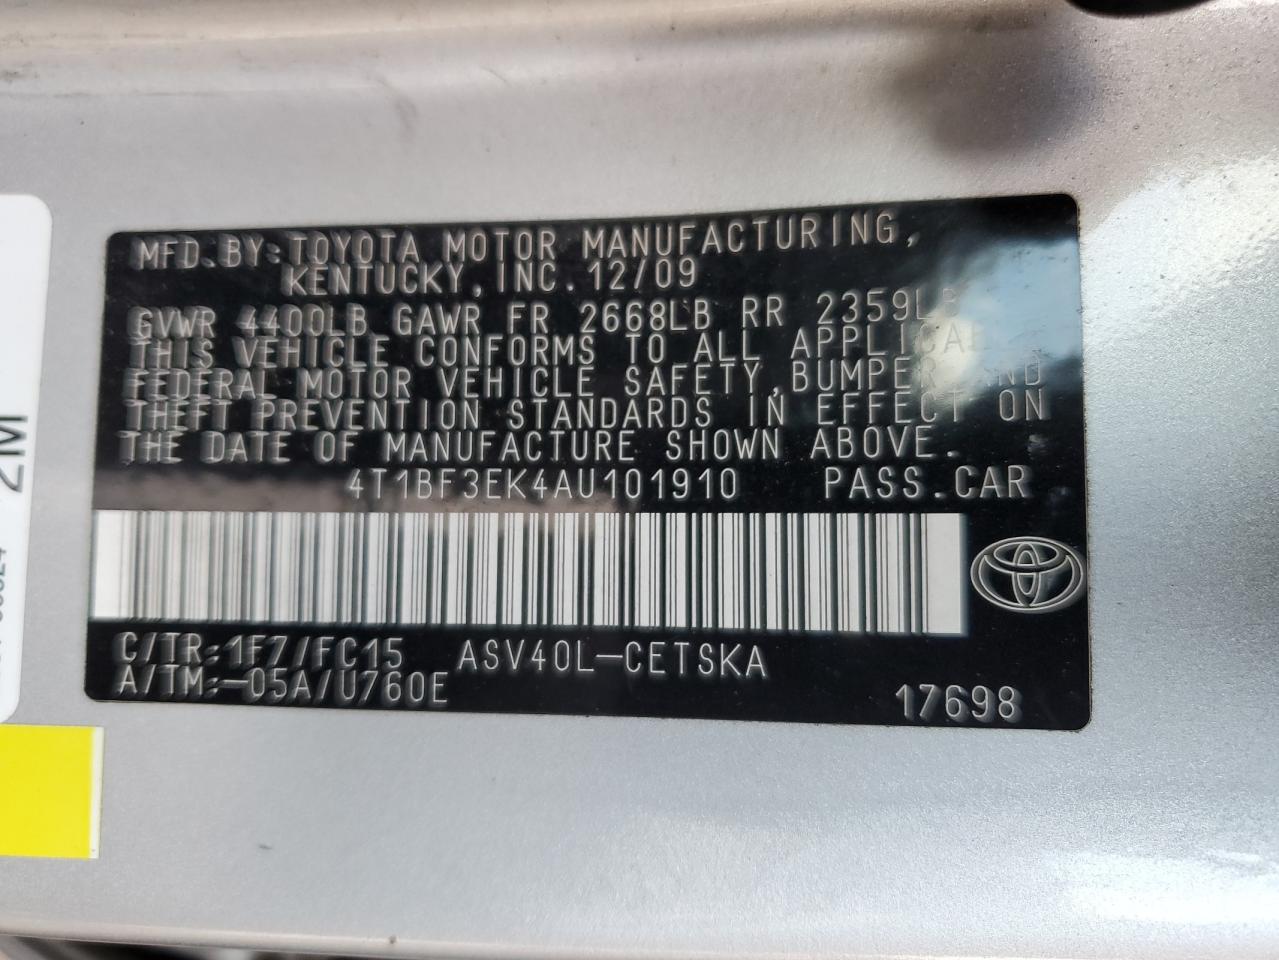 MFD.BY:TOYOTA MOTOR MANUFACTURING,
KENTUCKY,INC.12/09
GVWR 4400LB GAWR FR 2668LB RR 2359LB
THIS VEHICLE CONFORMS TO ALL
FEDERAL MOTOR VEHICLE SAFETY,BUMPER AND
THEFT PREVENTION STANDARDS IN EFFECT ON
THE DATE OF MANUFACTURE SHOWN ABOVE.
4T1BF3EK4AU101910 PASS.CAR
C/TR:1F7/FC15 ASV40L-CETSKA
A/TM:-05A/U760E
17698
2M